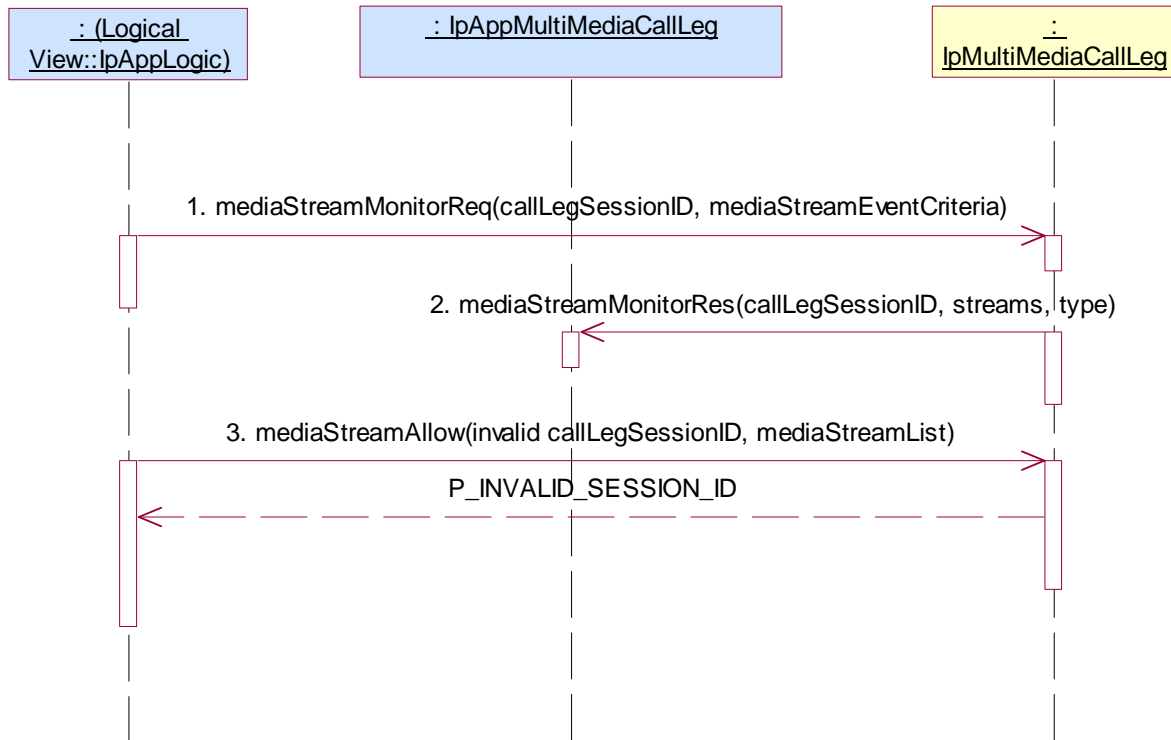 : (Logical
View::IpAppLogic)
: IpAppMultiMediaCallLeg
:
IpMultiMediaCallLeg
1. mediaStreamMonitorReq(callLegSessionID, mediaStreamEventCriteria)
2. mediaStreamMonitorRes(callLegSessionID, streams, type)
3. mediaStreamAllow(invalid callLegSessionID, mediaStreamList)
P_INVALID_SESSION_ID